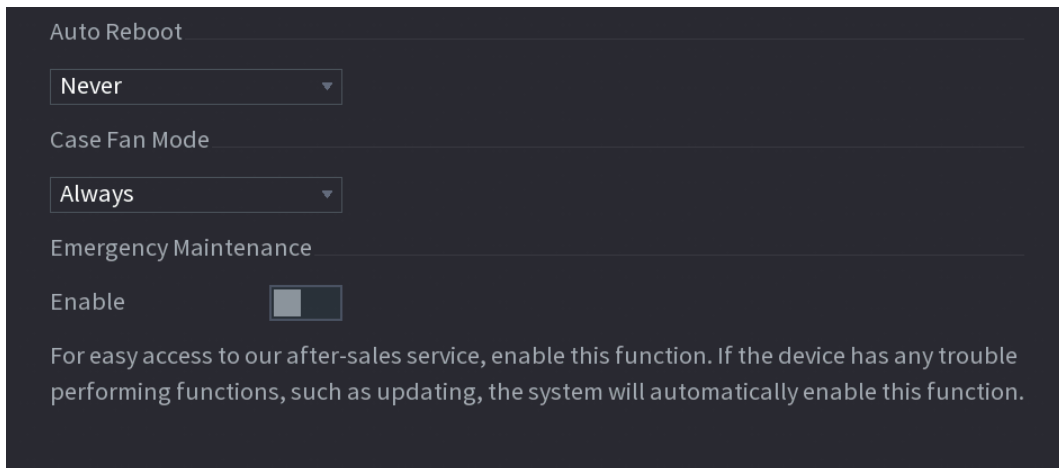 Auto Reboot
Never
Case Fan Mode
Always
Emergency Maintenance
Enable
For easy access to our after-sales service, enable this function. If the device has any trouble
performing functions, such as updating, the system will automatically enable this function.